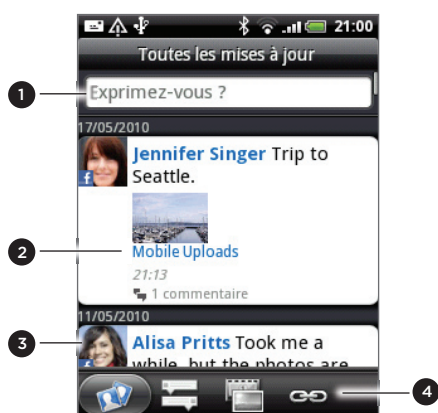 21:00
Toutes les mises à jour
1
Exprimez-vous ?
17/05/2010
Jennifer Singer Trip to
Seattle.
2
Mobile Uploads
21:13
1 commentaire
11/05/2010
3
Alisa Pritts Took me a
while, but the photos are
4